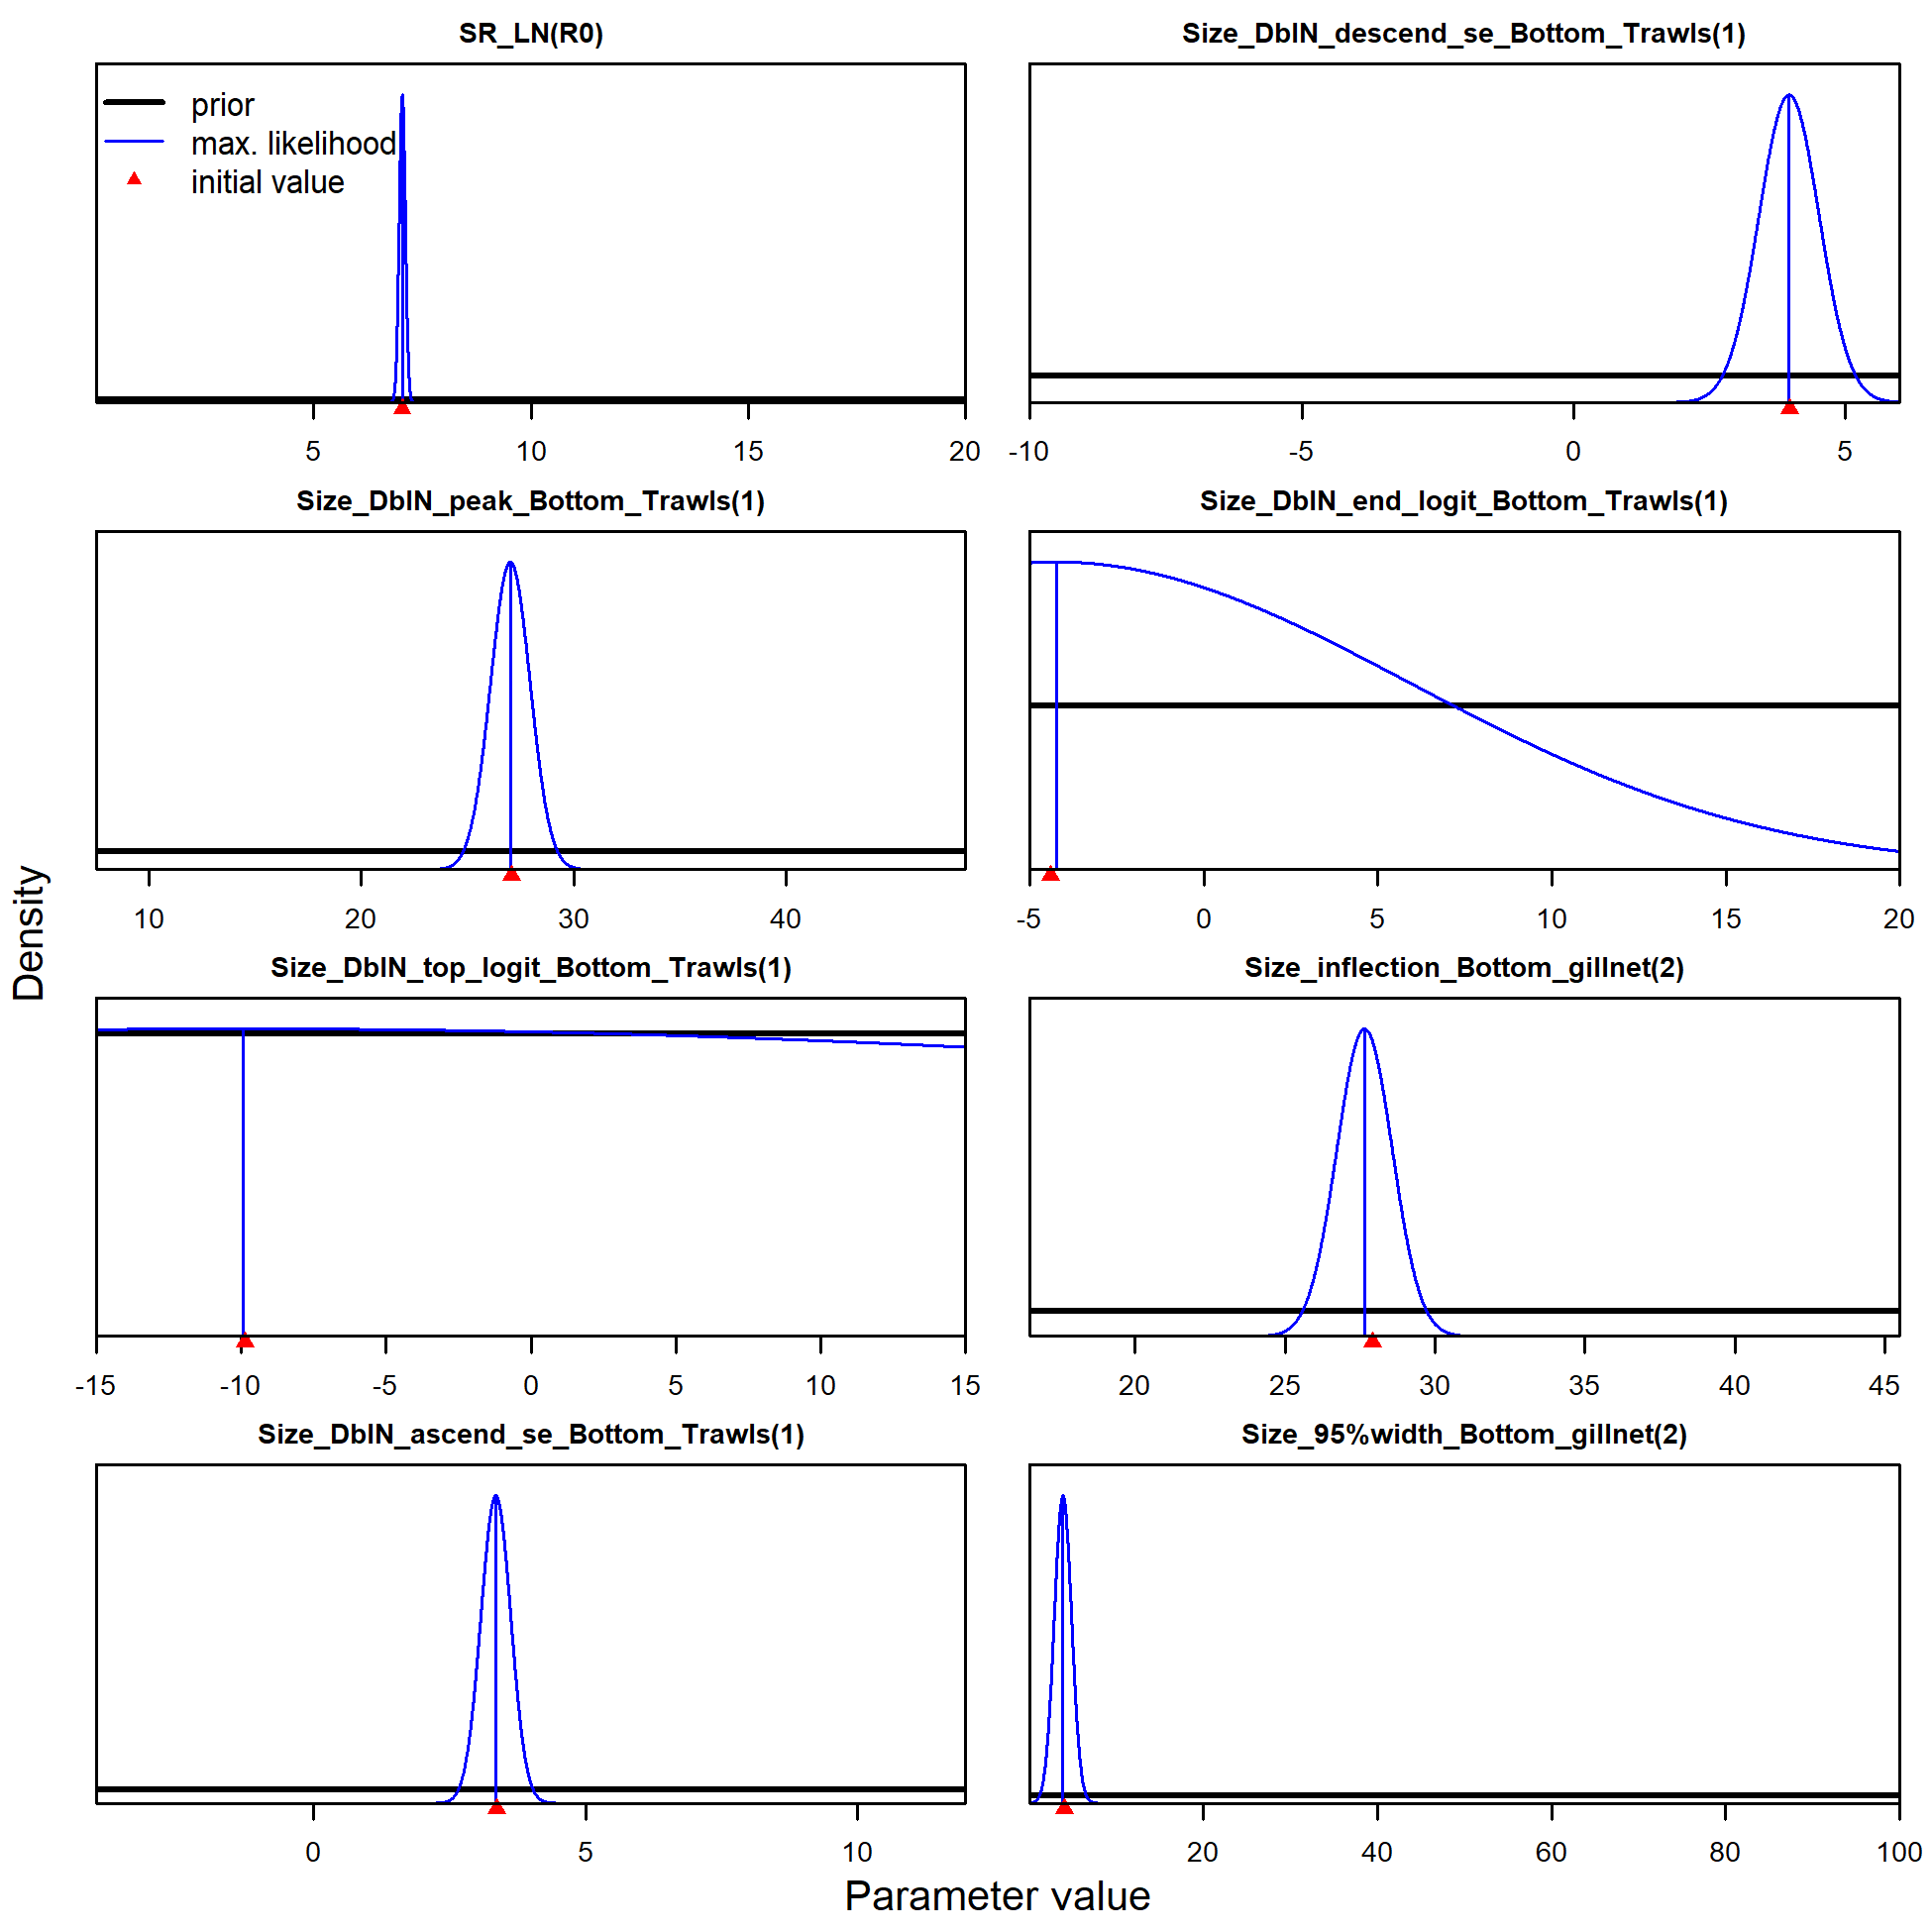 SR_LN(R0)
prior
max. likelihood
initial value
5 10 15 20
Size_DblN_descend_se_Bottom_Trawls(1)
-10 -5 0 5
Size_DblN_peak_Bottom_Trawls(1)
10 20 30 40
Size_DblN_end_logit_Bottom_Trawls(1)
-5 0 5 10 15 20
Size_DblN_top_logit_Bottom_Trawls(1)
-15 -10 -5 0 5 10 15
Size_inflection_Bottom_gillnet(2)
20 25 30 35 40 45
Size_DblN_ascend_se_Bottom_Trawls(1)
0 5 10
Size_95%width_Bottom_gillnet(2)
20 40 60 80 100
Density
Parameter value